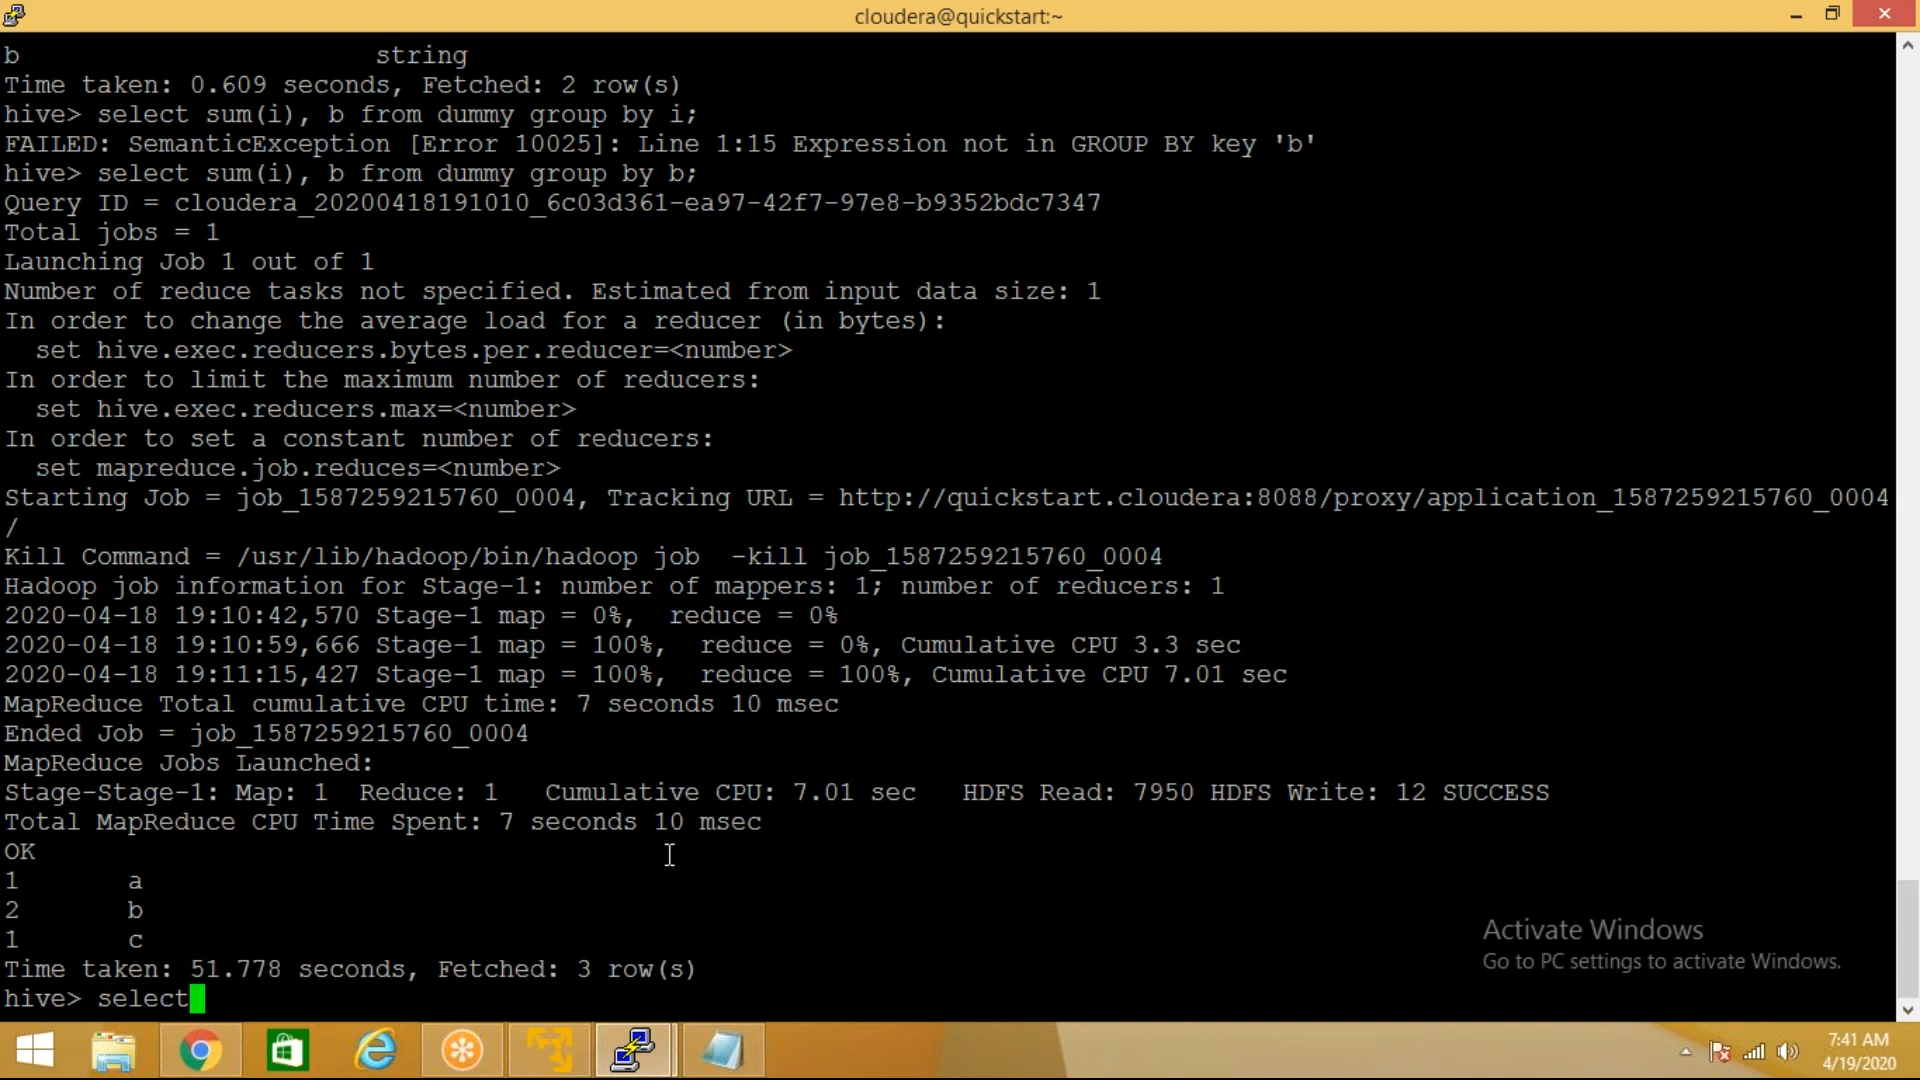 cloudera@quickstart:~
b                       string
Time taken: 0.609 seconds, Fetched: 2 row(s)
hive> select sum(i), b from dummy group by i;
FAILED: SemanticException [Error 10025]: Line 1:15 Expression not in GROUP BY key 'b'
hive> select sum(i), b from dummy group by b;
Query ID = cloudera_20200418191010_6c03d361-ea97-42f7-97e8-b9352bdc7347
Total jobs = 1
Launching Job 1 out of 1
Number of reduce tasks not specified. Estimated from input data size: 1
In order to change the average load for a reducer (in bytes):
  set hive.exec.reducers.bytes.per.reducer=<number>
In order to limit the maximum number of reducers:
  set hive.exec.reducers.max=<number>
In order to set a constant number of reducers:
  set mapreduce.job.reduces=<number>
Starting Job = job_1587259215760_0004, Tracking URL = http://quickstart.cloudera:8088/proxy/application_1587259215760_0004
/
Kill Command = /usr/lib/hadoop/bin/hadoop job  -kill job_1587259215760_0004
Hadoop job information for Stage-1: number of mappers: 1; number of reducers: 1
2020-04-18 19:10:42,570 Stage-1 map = 0%,  reduce = 0%
2020-04-18 19:10:59,666 Stage-1 map = 100%,  reduce = 0%, Cumulative CPU 3.3 sec
2020-04-18 19:11:15,427 Stage-1 map = 100%,  reduce = 100%, Cumulative CPU 7.01 sec
MapReduce Total cumulative CPU time: 7 seconds 10 msec
Ended Job = job_1587259215760_0004
MapReduce Jobs Launched:
Stage-Stage-1: Map: 1  Reduce: 1   Cumulative CPU: 7.01 sec   HDFS Read: 7950 HDFS Write: 12 SUCCESS
Total MapReduce CPU Time Spent: 7 seconds 10 msec
OK
1       a
2       b
1       c
Time taken: 51.778 seconds, Fetched: 3 row(s)
hive> select
Activate Windows
Go to PC settings to activate Windows.
7:41 AM
4/19/2020